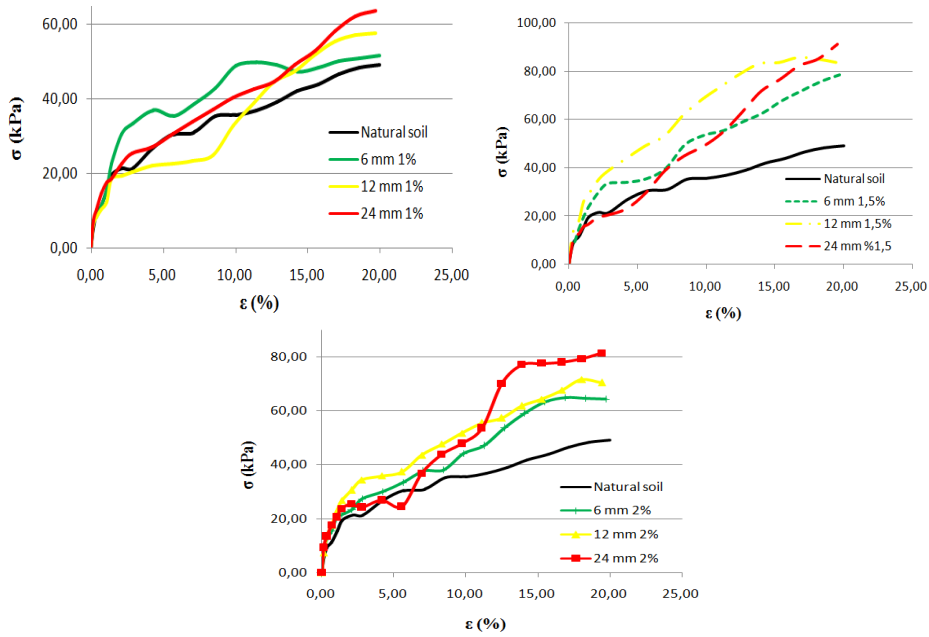 60,00
40,00
20,00
0,00
σ (kPa)
Natural soil
6 mm 1%
12 mm 1%
24 mm 1%
0,00 5,00 10,00 15,00 20,00 25,00
ε (%)
100,00
80,00
60,00
40,00
20,00
0,00
σ (kPa)
Natural soil
6 mm 1,5%
12 mm 1,5%
24 mm %1,5
0,00 5,00 10,00 15,00 20,00 25,00
ε (%)
80,00
60,00
40,00
20,00
0,00
σ (kPa)
Natural soil
6 mm 2%
12 mm 2%
24 mm 2%
0,00 5,00 10,00 15,00 20,00 25,00
ε (%)